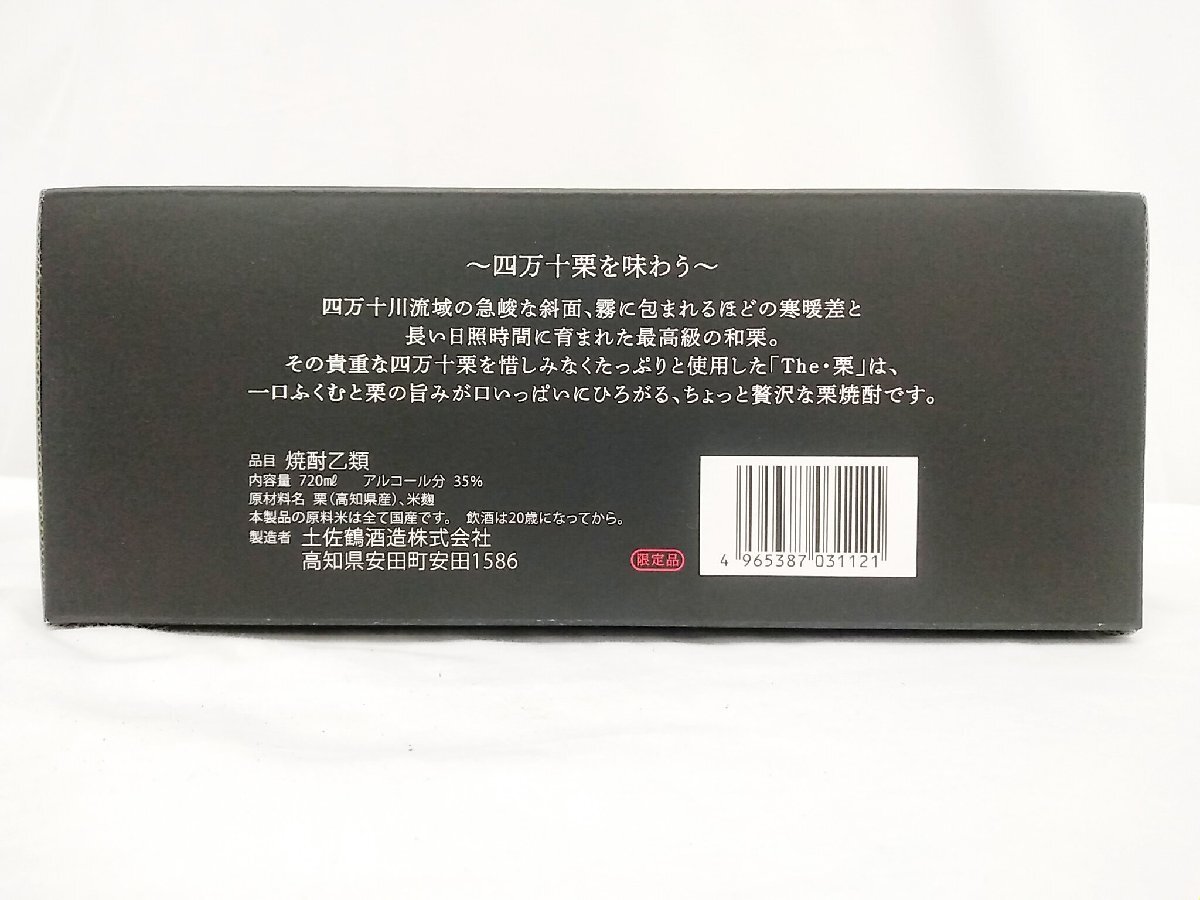 ～四万十栗を味わう～
四万十川流域の急峻な斜面、霧に包まれるほどの寒暖差と
長い日照時間に育まれた最高級の和栗。
その貴重な四万十栗を惜しみなくたっぷりと使用した「The・栗」は、
一口ふくむと栗の旨みが口いっぱいにひろがる、ちょっと贅沢な栗焼酎です。
品目 焼酎乙類
内容量 720㎖ アルコール分 35%
原材料名 栗(高知県産)、米麹
本製品の原料米は全て国産です。 飲酒は20歳になってから。
製造者 土佐鶴酒造株式会社
高知県安田町安田1586
限定品
4 965387 031121